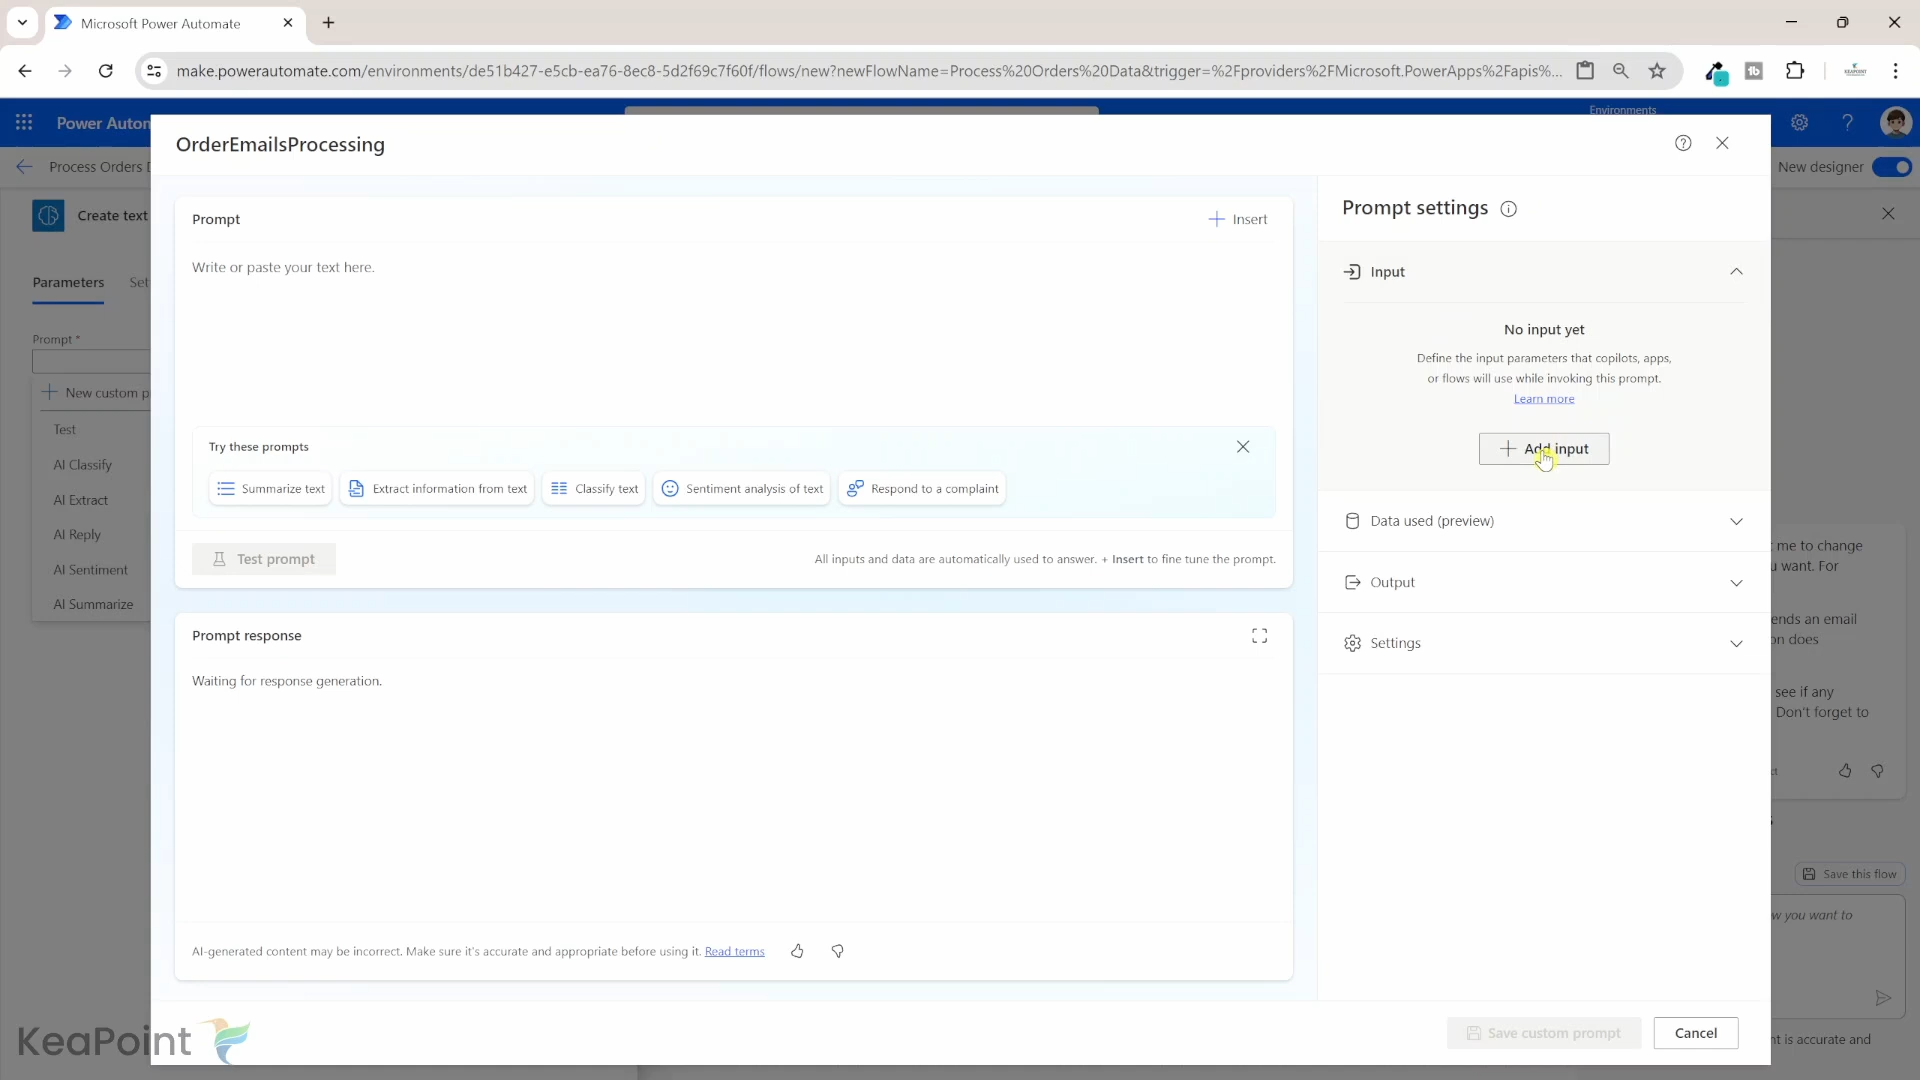 Microsoft Power Automate
make.powerautomate.com/environments/de51b427-e5cb-ea76-8ec8-5d2f69c7f60f/flows/new?newFlowName=Process%20Orders%20Data&trigger=%2Fproviders%2FMicrosoft.PowerApps%2Fapis%...
Environments
Power Autom
OrderEmailsProcessing
Process Orders D
New designer
Create text
Prompt
Insert
Prompt settings
Write or paste your text here.
Input
Parameters
Set
No input yet
Prompt *
Define the input parameters that copilots, apps,
or flows will use while invoking this prompt.
New custom p
Learn more
Test
Try these prompts
Add input
AI Classify
Summarize text
Extract information from text
Classify text
Sentiment analysis of text
Respond to a complaint
AI Extract
Data used (preview)
AI Reply
me to change
Test prompt
All inputs and data are automatically used to answer. + Insert to fine tune the prompt.
u want. For
AI Sentiment
Output
AI Summarize
ends an email
Prompt response
on does
Settings
Waiting for response generation.
see if any
Don't forget to
Save this flow
w you want to
AI-generated content may be incorrect. Make sure it's accurate and appropriate before using it. Read terms
Save custom prompt
Cancel
nt is accurate and
KeaPoint